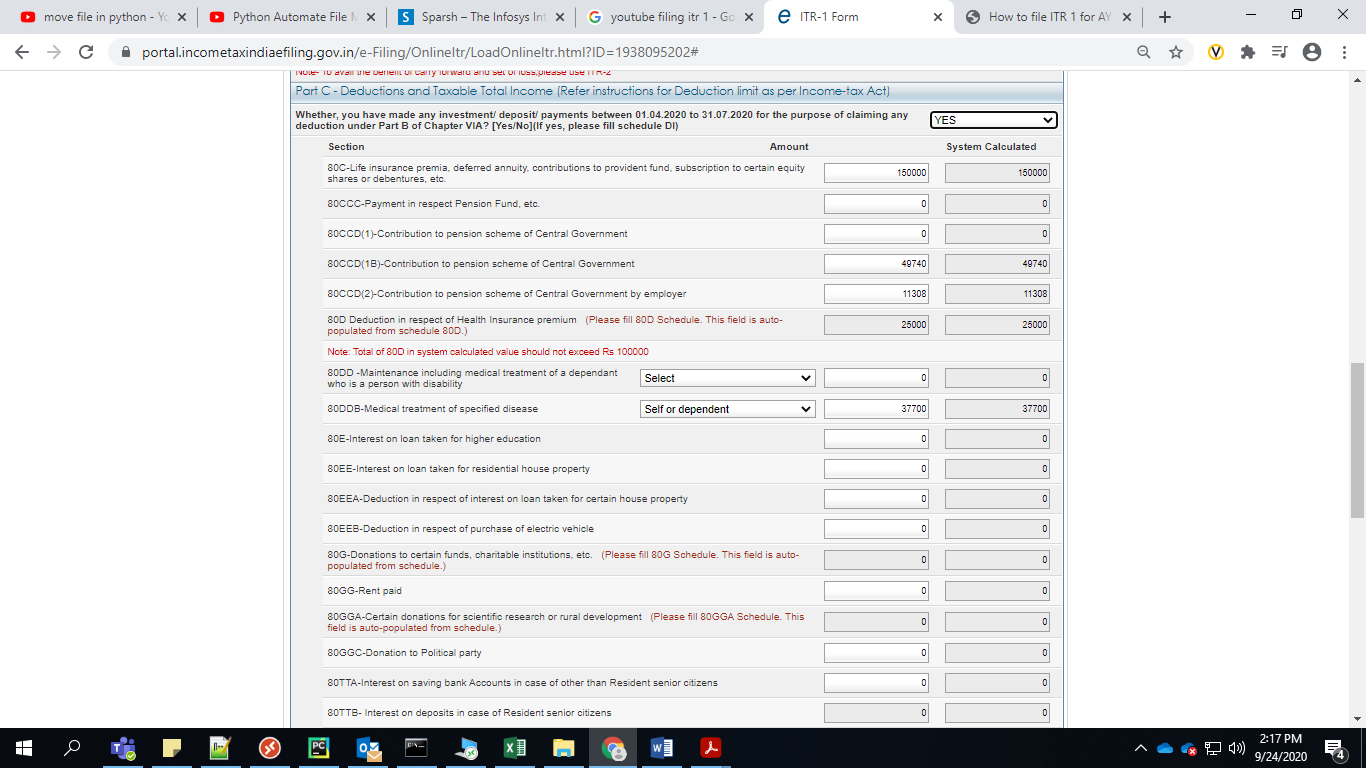 move file in python - Yo
Python Automate File M
Sparsh – The Infosys Int
youtube filing itr 1 - Go
ITR-1 Form
How to file ITR 1 for AY
portal.incometaxindiaefiling.gov.in/e-Filing/OnlineItr/LoadOnlineItr.html?ID=1938095202#
Note- To avail the benefit of carry forward and set of loss,please use ITR-2
Part C - Deductions and Taxable Total Income (Refer instructions for Deduction limit as per Income-tax Act)
Whether, you have made any investment/ deposit/ payments between 01.04.2020 to 31.07.2020 for the purpose of claiming any
deduction under Part B of Chapter VIA? [Yes/No](If yes, please fill schedule DI)
YES
Section Amount System Calculated
80C-Life insurance premia, deferred annuity, contributions to provident fund, subscription to certain equity
shares or debentures, etc.
150000 150000
80CCC-Payment in respect Pension Fund, etc. 0 0
80CCD(1)-Contribution to pension scheme of Central Government 0 0
80CCD(1B)-Contribution to pension scheme of Central Government 49740 49740
80CCD(2)-Contribution to pension scheme of Central Government by employer 11308 11308
80D Deduction in respect of Health Insurance premium (Please fill 80D Schedule. This field is auto-
populated from schedule 80D.)
25000 25000
Note: Total of 80D in system calculated value should not exceed Rs 100000
80DD -Maintenance including medical treatment of a dependant
who is a person with disability
Select 0 0
80DDB-Medical treatment of specified disease Self or dependent 37700 37700
80E-Interest on loan taken for higher education 0 0
80EE-Interest on loan taken for residential house property 0 0
80EEA-Deduction in respect of interest on loan taken for certain house property 0 0
80EEB-Deduction in respect of purchase of electric vehicle 0 0
80G-Donations to certain funds, charitable institutions, etc. (Please fill 80G Schedule. This field is auto-
populated from schedule.)
0 0
80GG-Rent paid 0 0
80GGA-Certain donations for scientific research or rural development (Please fill 80GGA Schedule. This
field is auto-populated from schedule.)
0 0
80GGC-Donation to Political party 0 0
80TTA-Interest on saving bank Accounts in case of other than Resident senior citizens 0 0
80TTB- Interest on deposits in case of Resident senior citizens 0 0
2:17 PM
9/24/2020
4